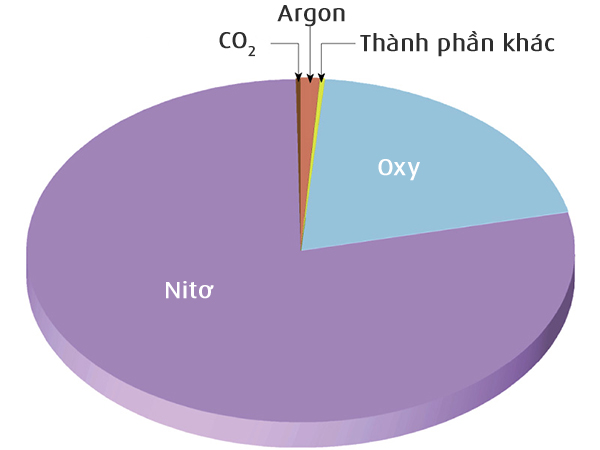 Argon
CO₂
Thành phần khác
Oxy
Nitơ